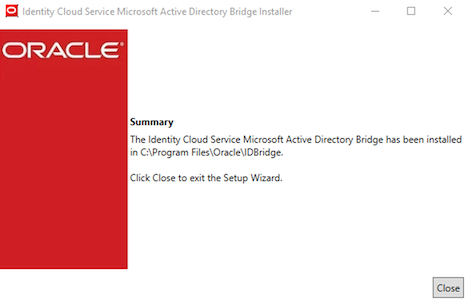 Identity Cloud Service Microsoft Active Directory Bridge Installer
ORACLE®
Summary
The Identity Cloud Service Microsoft Active Directory Bridge has been installed
in C:\Program Files\Oracle\IDBridge.
Click Close to exit the Setup Wizard.
Close